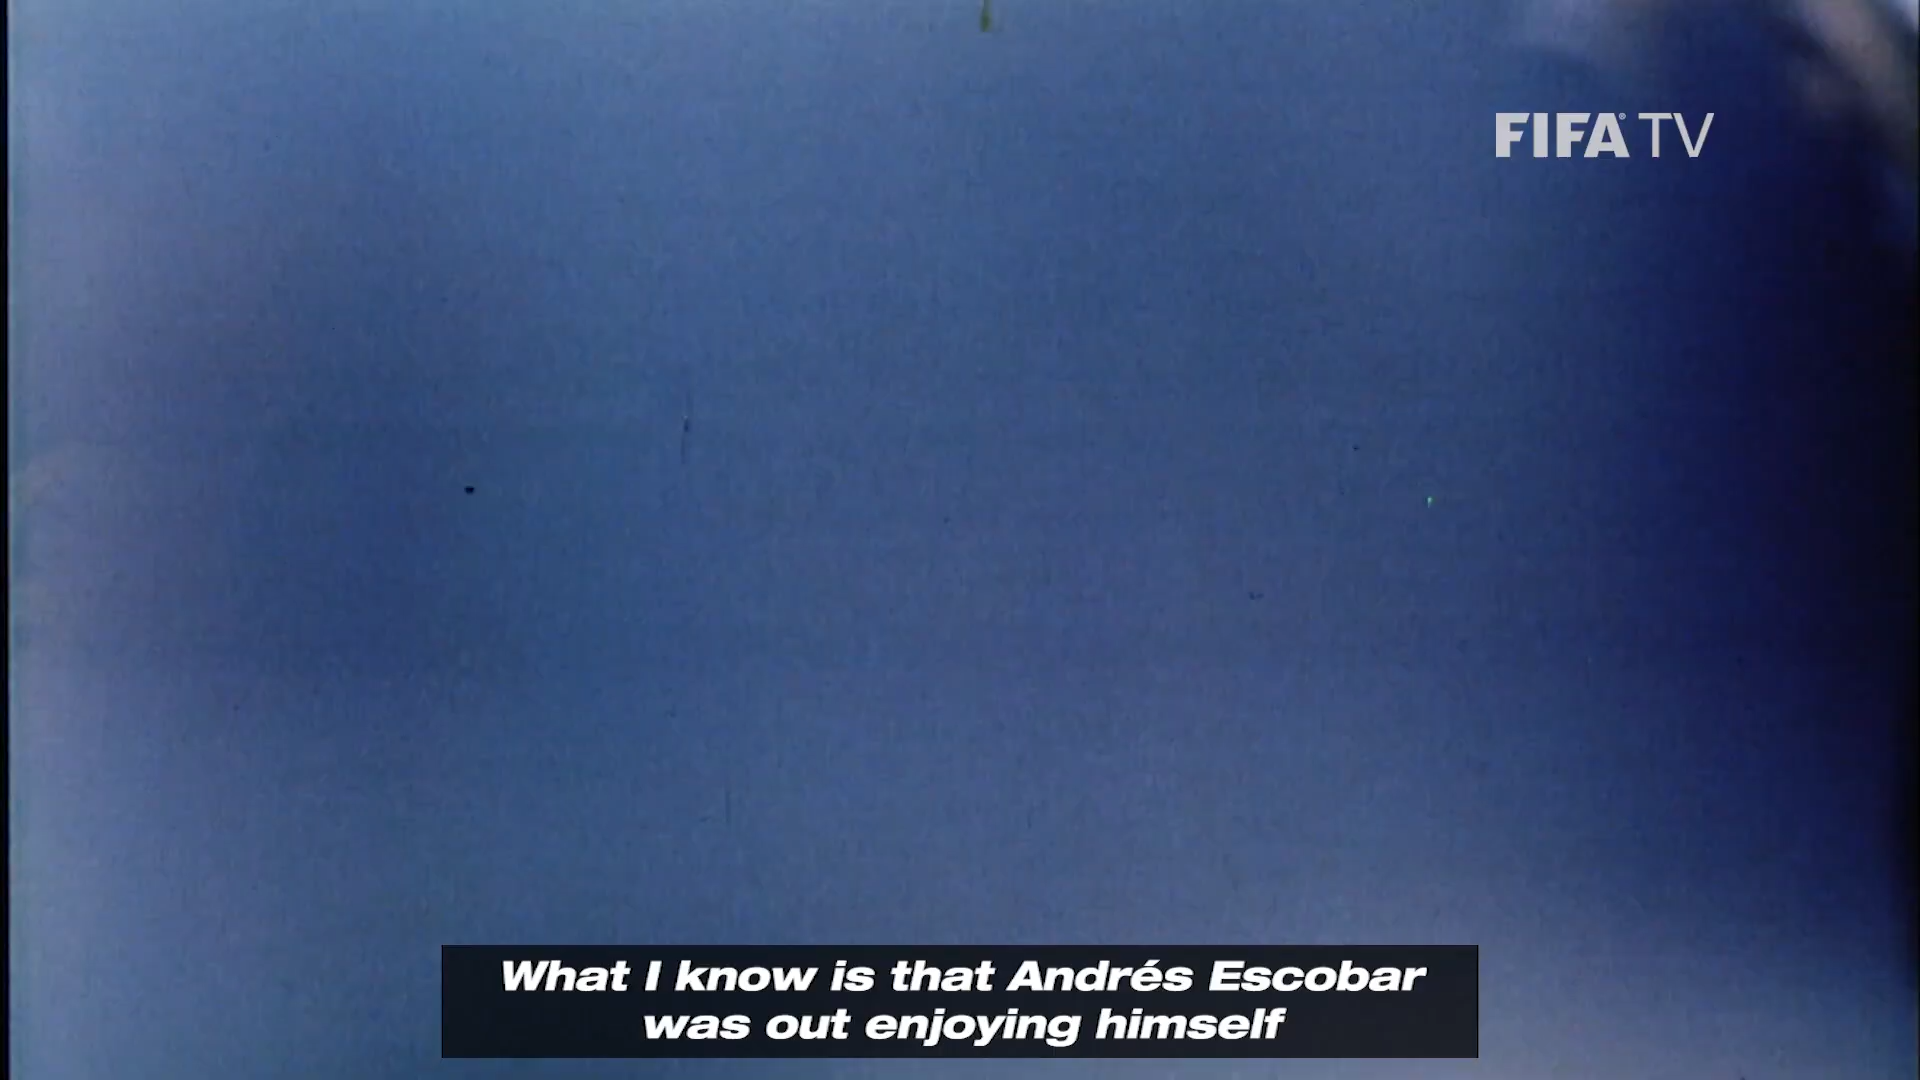 FIFA TV
What I know is that Andrés Escobar
was out enjoying himself